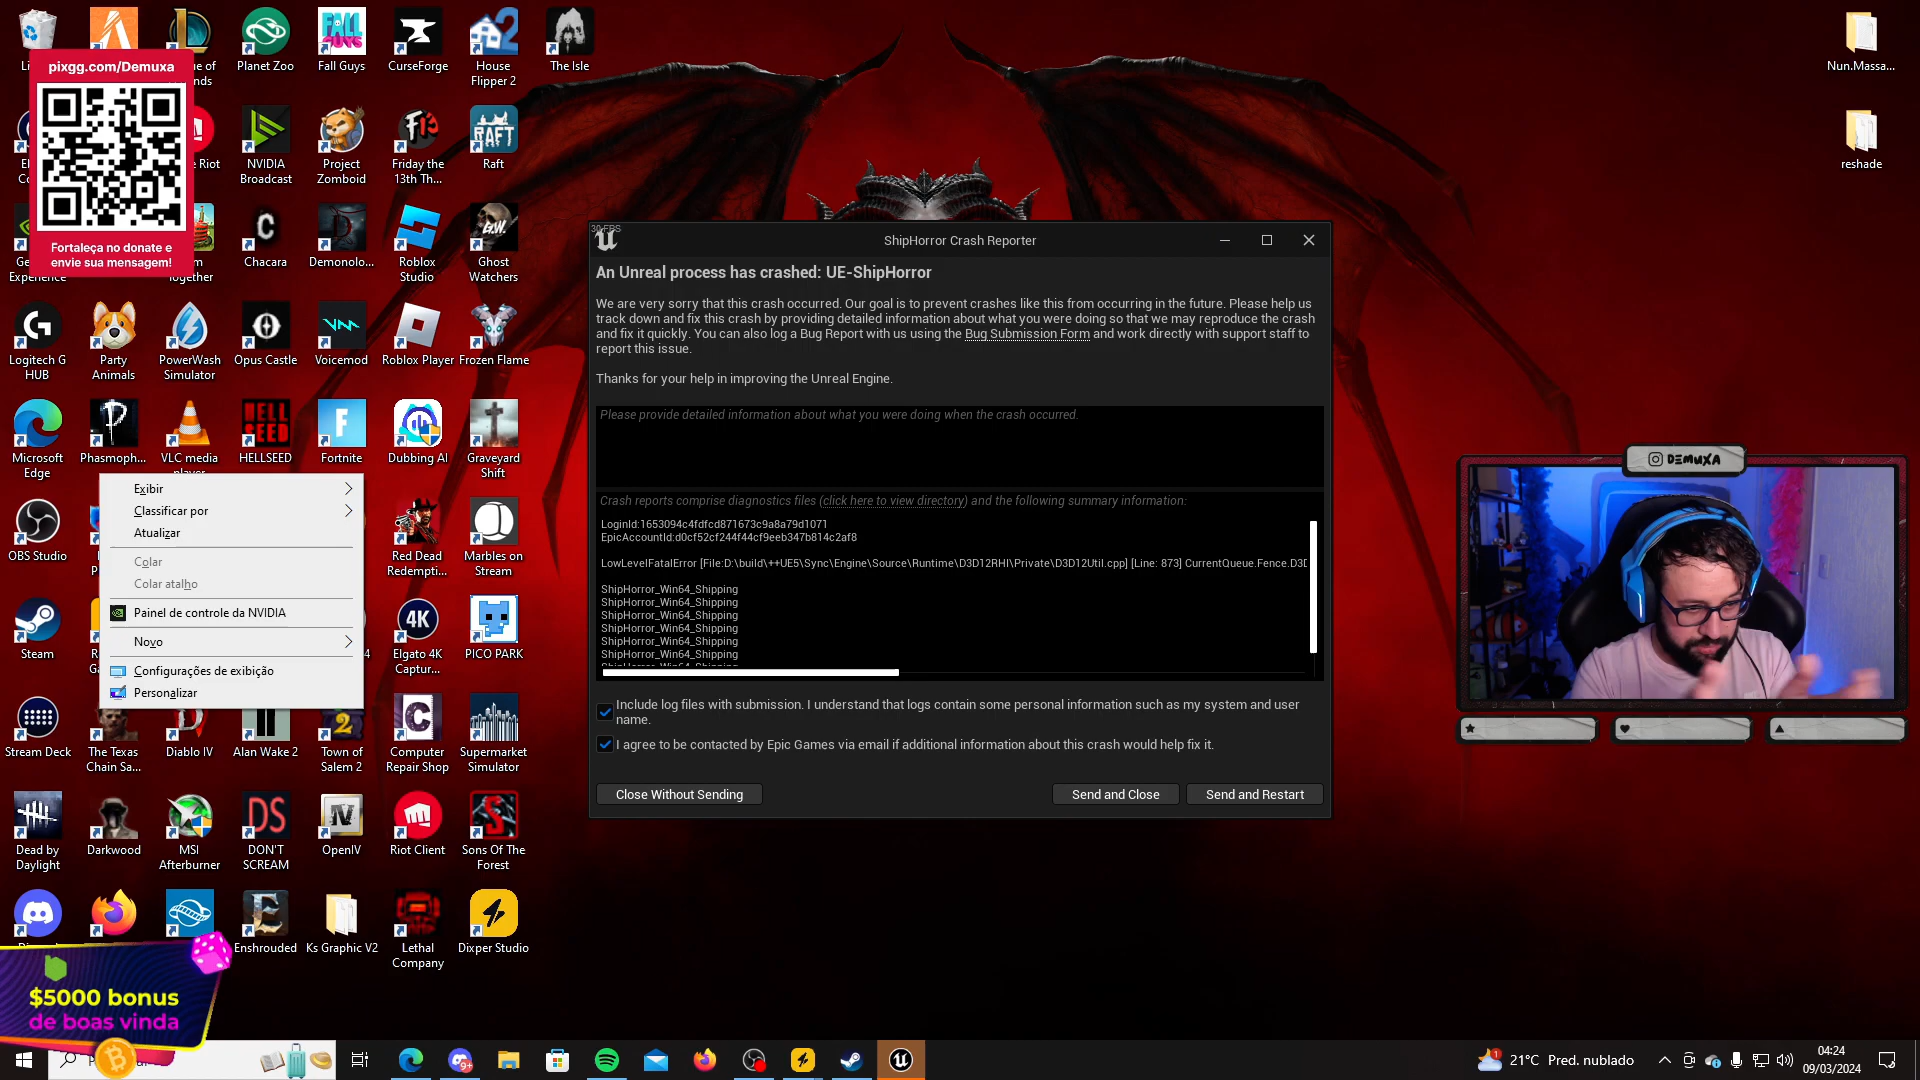 Planet Zoo
Fall Guys
CurseForge
House
Flipper 2
The Isle
Nun.Massa...
pixgg.com/Demuxa
Fortaleça no donate e
envie sua mensagem!
Riot
NVIDIA
Broadcast
Project
Zomboid
Friday the
13th Th...
Raft
reshade
Experience
Chacara
Demonolo...
Roblox
Studio
Ghost
Watchers
Logitech G
HUB
Party
Animals
PowerWash
Simulator
Opus Castle
Voicemod
Roblox Player
Frozen Flame
Microsoft
Edge
Phasmoph...
VLC media
player
HELLSEED
Fortnite
Dubbing AI
Graveyard
Shift
OBS Studio
Red Dead
Redempti...
Marbles on
Stream
Steam
Elgato 4K
Captur...
PICO PARK
Stream Deck
The Texas
Chain Sa...
Diablo IV
Alan Wake 2
Town of
Salem 2
Computer
Repair Shop
Supermarket
Simulator
Dead by
Daylight
Darkwood
MSI
Afterburner
DON'T
SCREAM
OpenIV
Riot Client
Sons Of The
Forest
Enshrouded
Ks Graphic V2
Lethal
Company
Dixper Studio
Exibir
Classificar por
Atualizar
Colar
Colar atalho
Painel de controle da NVIDIA
Novo
Configurações de exibição
Personalizar
30 FPS
ShipHorror Crash Reporter
An Unreal process has crashed: UE-ShipHorror
We are very sorry that this crash occurred. Our goal is to prevent crashes like this from occurring in the future. Please help us
track down and fix this crash by providing detailed information about what you were doing so that we may reproduce the crash
and fix it quickly. You can also log a Bug Report with us using the Bug Submission Form and work directly with support staff to
report this issue.
Thanks for your help in improving the Unreal Engine.
Please provide detailed information about what you were doing when the crash occurred.
Crash reports comprise diagnostics files (click here to view directory) and the following summary information:
LoginId:1653094c4fdfcd871673c9a8a79d1071
EpicAccountId:d0cf52cf244f44cf9eeb347b814c2af8
LowLevelFatalError [File:D:\build\++UE5\Sync\Engine\Source\Runtime\D3D12RHI\Private\D3D12Util.cpp] [Line: 873] CurrentQueue.Fence.D3D
ShipHorror_Win64_Shipping
ShipHorror_Win64_Shipping
ShipHorror_Win64_Shipping
ShipHorror_Win64_Shipping
ShipHorror_Win64_Shipping
ShipHorror_Win64_Shipping
ShipHorror_Win64_Shipping
Include log files with submission. I understand that logs contain some personal information such as my system and user
name.
I agree to be contacted by Epic Games via email if additional information about this crash would help fix it.
Close Without Sending
Send and Close
Send and Restart
DEMUXA
$5000 bonus
de boas vinda
21°C Pred. nublado
04:24
09/03/2024